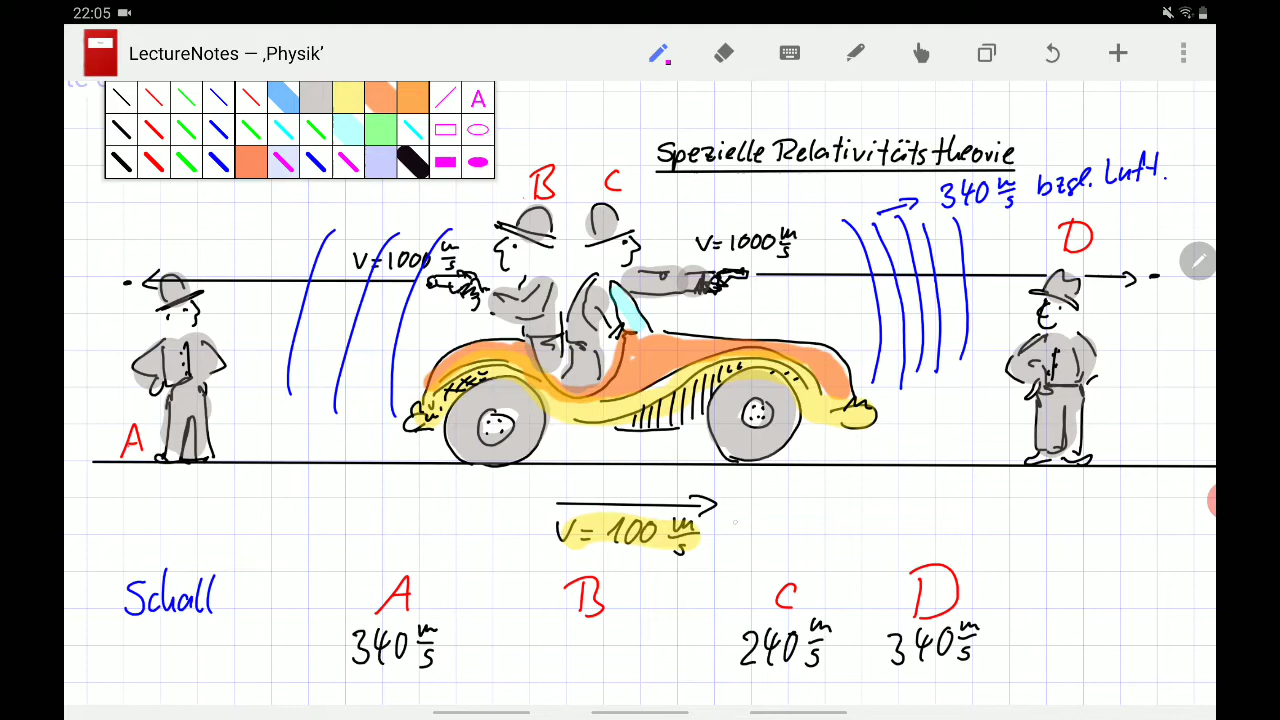 22:05
LectureNotes — ‚Physik’
A
Spezielle Relativitätstheorie
340 m/s bzgl. Luft.
B C
D
V=1000 m/s
V=1000 m/s
A
V= 100 m/s
Schall A B C D
340 m/s 240 m/s 340 m/s